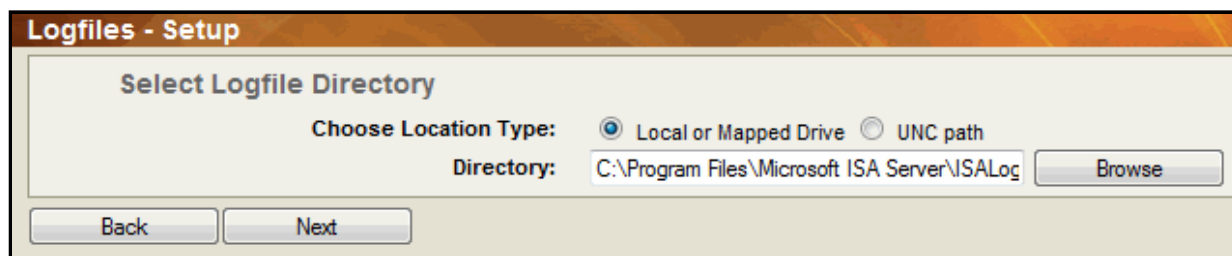 Logfiles - Setup
Select Logfile Directory
Choose Location Type: Local or Mapped Drive UNC path
Directory: C:\Program Files\Microsoft ISA Server\ISALog Browse
Back Next